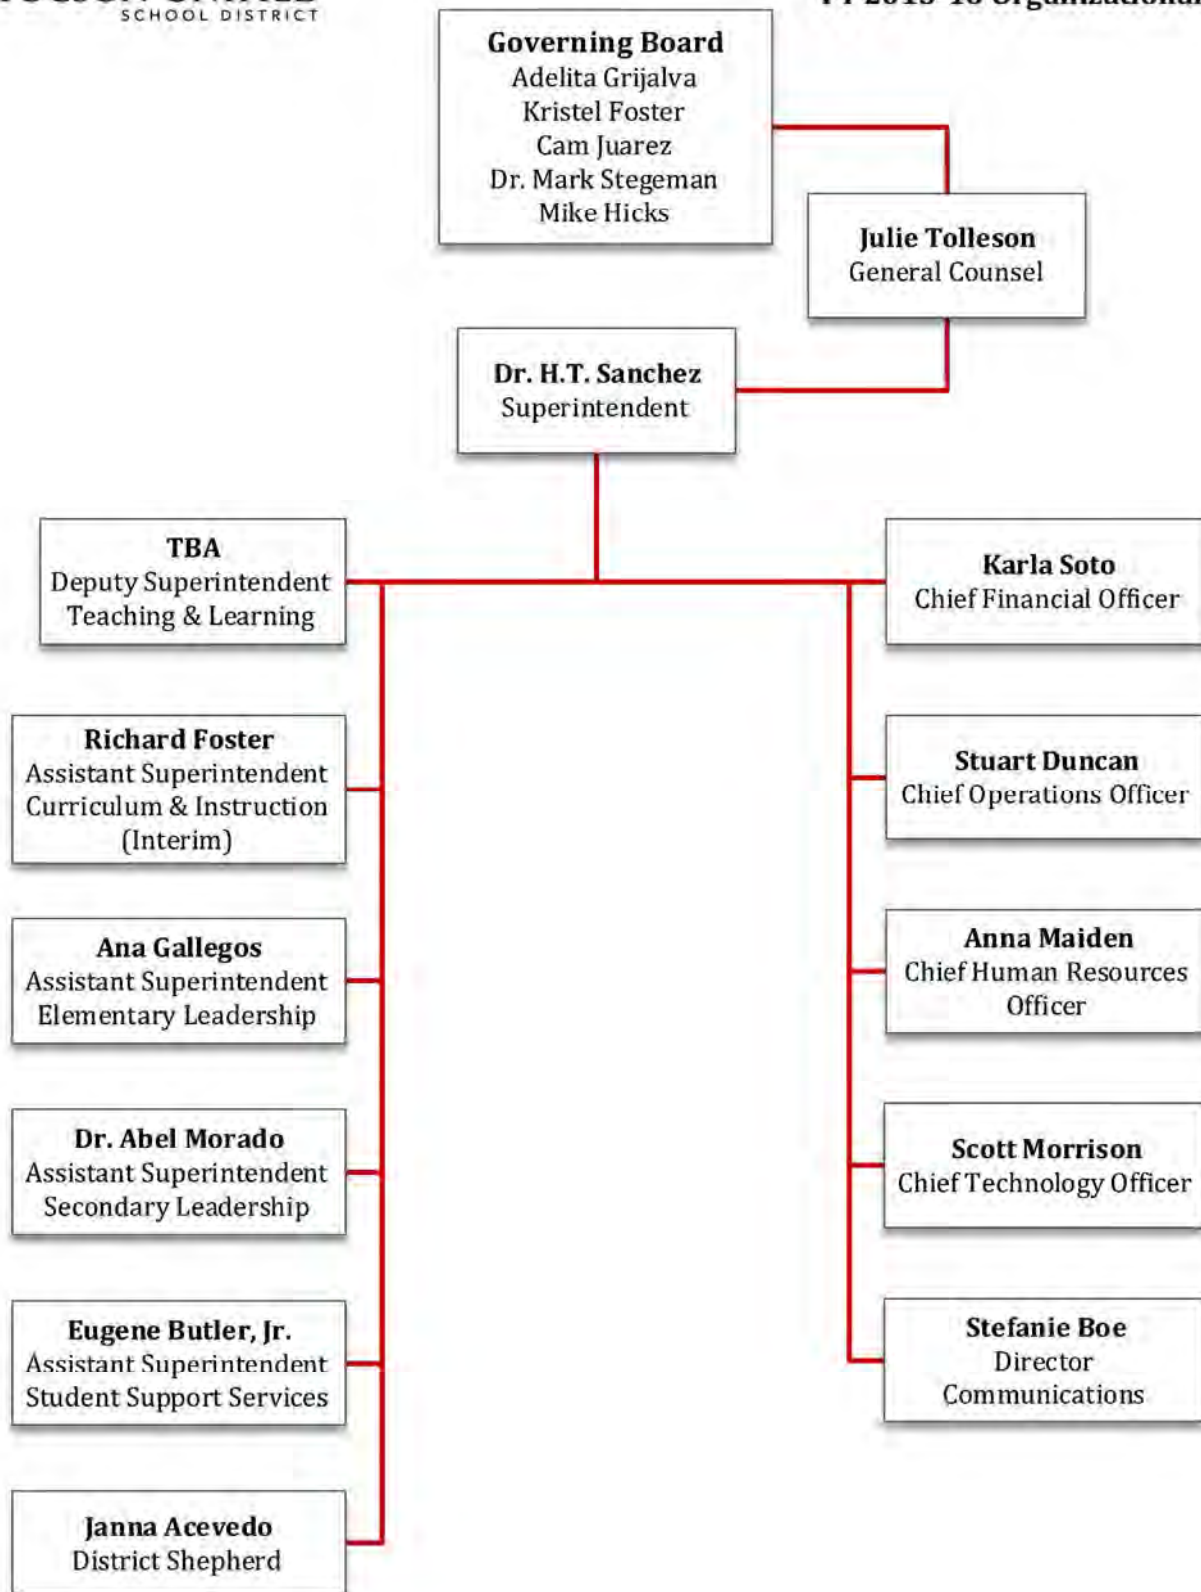 SCHOOL DISTRICT
Governing Board
Adelita Grijalva
Kristel Foster
Cam Juarez
Dr. Mark Stegeman
Mike Hicks
Julie Tolleson
General Counsel
Dr. H.T. Sanchez
Superintendent
TBA
Deputy Superintendent
Teaching & Learning
Karla Soto
Chief Financial Officer
Richard Foster
Assistant Superintendent
Curriculum & Instruction
(Interim)
Stuart Duncan
Chief Operations Officer
Ana Gallegos
Assistant Superintendent
Elementary Leadership
Anna Maiden
Chief Human Resources
Officer
Dr. Abel Morado
Assistant Superintendent
Secondary Leadership
Scott Morrison
Chief Technology Officer
Eugene Butler, Jr.
Assistant Superintendent
Student Support Services
Stefanie Boe
Director
Communications
Janna Acevedo
District Shepherd